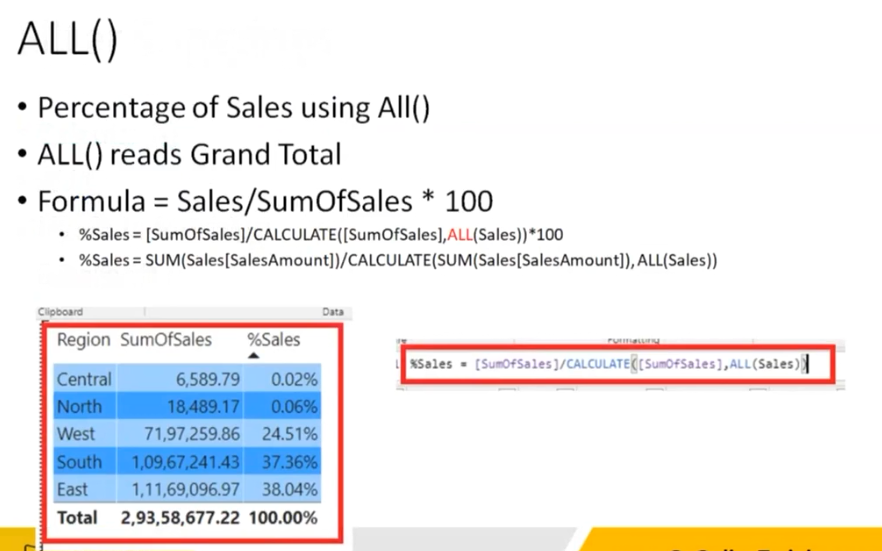 ALL()
• Percentage of Sales using All()
• ALL() reads Grand Total
• Formula = Sales/SumOfSales * 100
• %Sales = [SumOfSales]/CALCULATE([SumOfSales],ALL(Sales))*100
• %Sales = SUM(Sales[SalesAmount])/CALCULATE(SUM(Sales[SalesAmount]),ALL(Sales))
Clipboard Data
Region SumOfSales %Sales
Central 6,589.79 0.02%
North 18,489.17 0.06%
West 71,97,259.86 24.51%
South 1,09,67,241.43 37.36%
East 1,11,69,096.97 38.04%
Total 2,93,58,677.22 100.00%
Formatting
%Sales = [SumOfSales]/CALCULATE([SumOfSales],ALL(Sales))